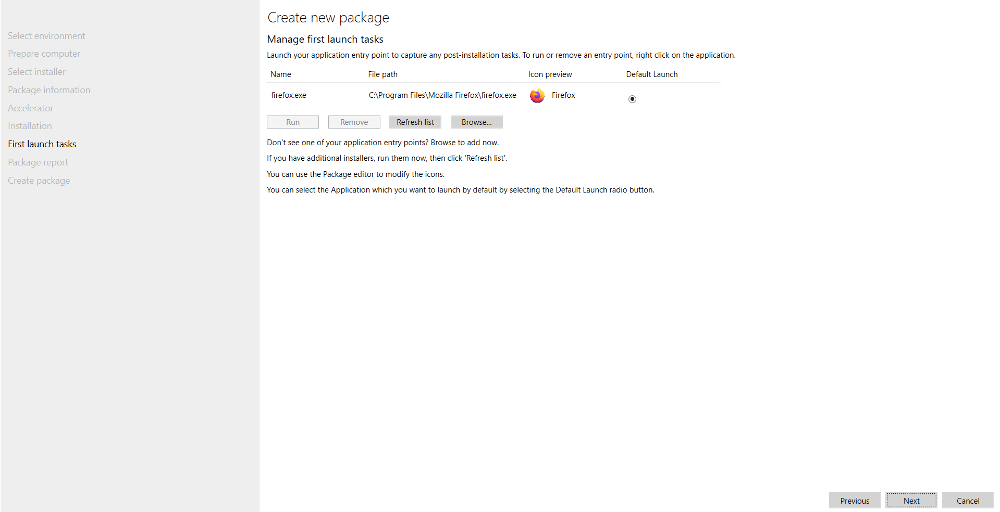 Create new package
Select environment
Prepare computer
Select installer
Package information
Accelerator
Installation
First launch tasks
Package report
Create package
Manage first launch tasks
Launch your application entry point to capture any post-installation tasks. To run or remove an entry point, right click on the application.
Name File path Icon preview Default Launch
firefox.exe C:\Program Files\Mozilla Firefox\firefox.exe Firefox
Run Remove Refresh list Browse...
Don't see one of your application entry points? Browse to add now.
If you have additional installers, run them now, then click 'Refresh list'.
You can use the Package editor to modify the icons.
You can select the Application which you want to launch by default by selecting the Default Launch radio button.
Previous Next Cancel